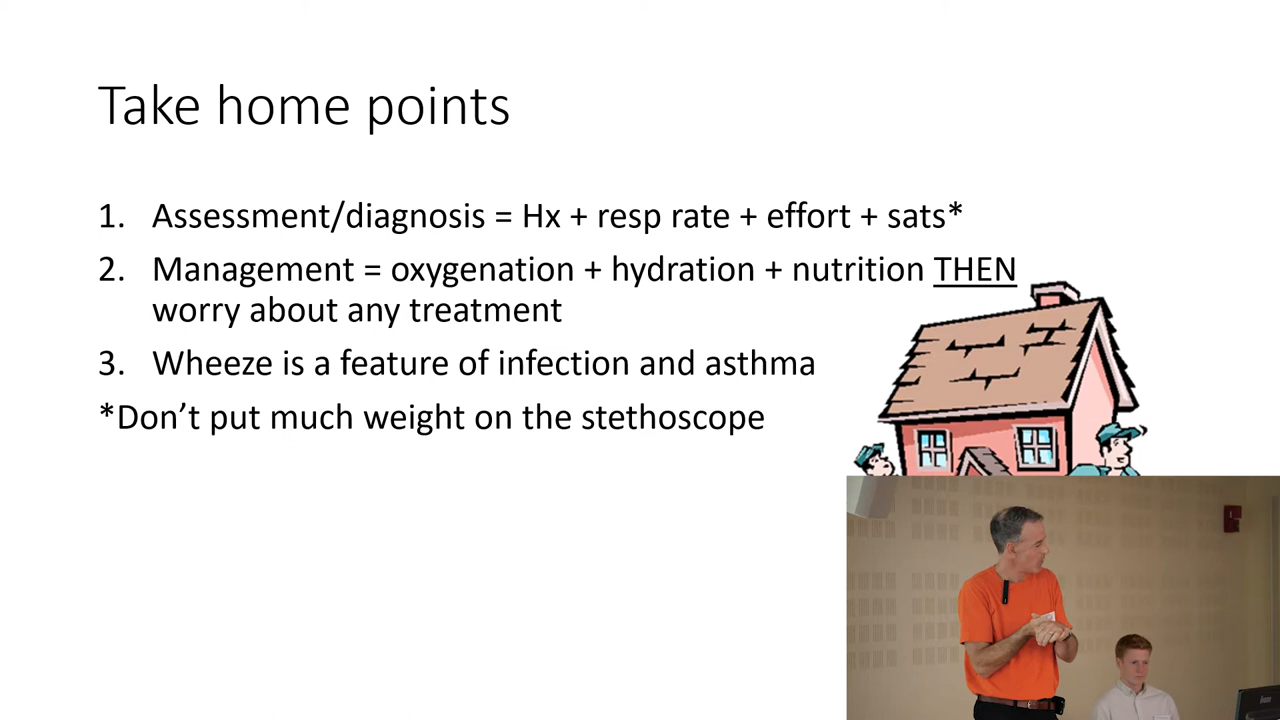 Take home points
1. Assessment/diagnosis = Hx + resp rate + effort + sats*
2. Management = oxygenation + hydration + nutrition THEN
worry about any treatment
3. Wheeze is a feature of infection and asthma
*Don’t put much weight on the stethoscope